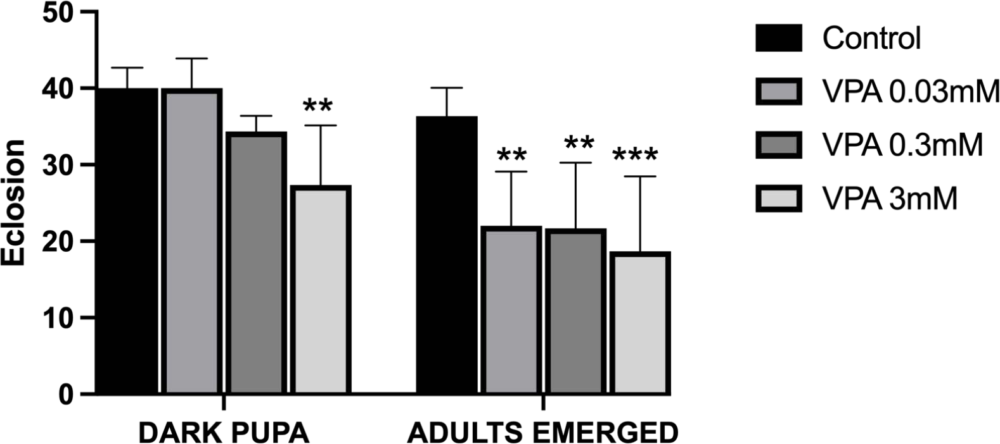 50
40
30
20
10
0
Eclosion
**
**
**
***
DARK PUPA
ADULTS EMERGED
Control
VPA 0.03mM
VPA 0.3mM
VPA 3mM